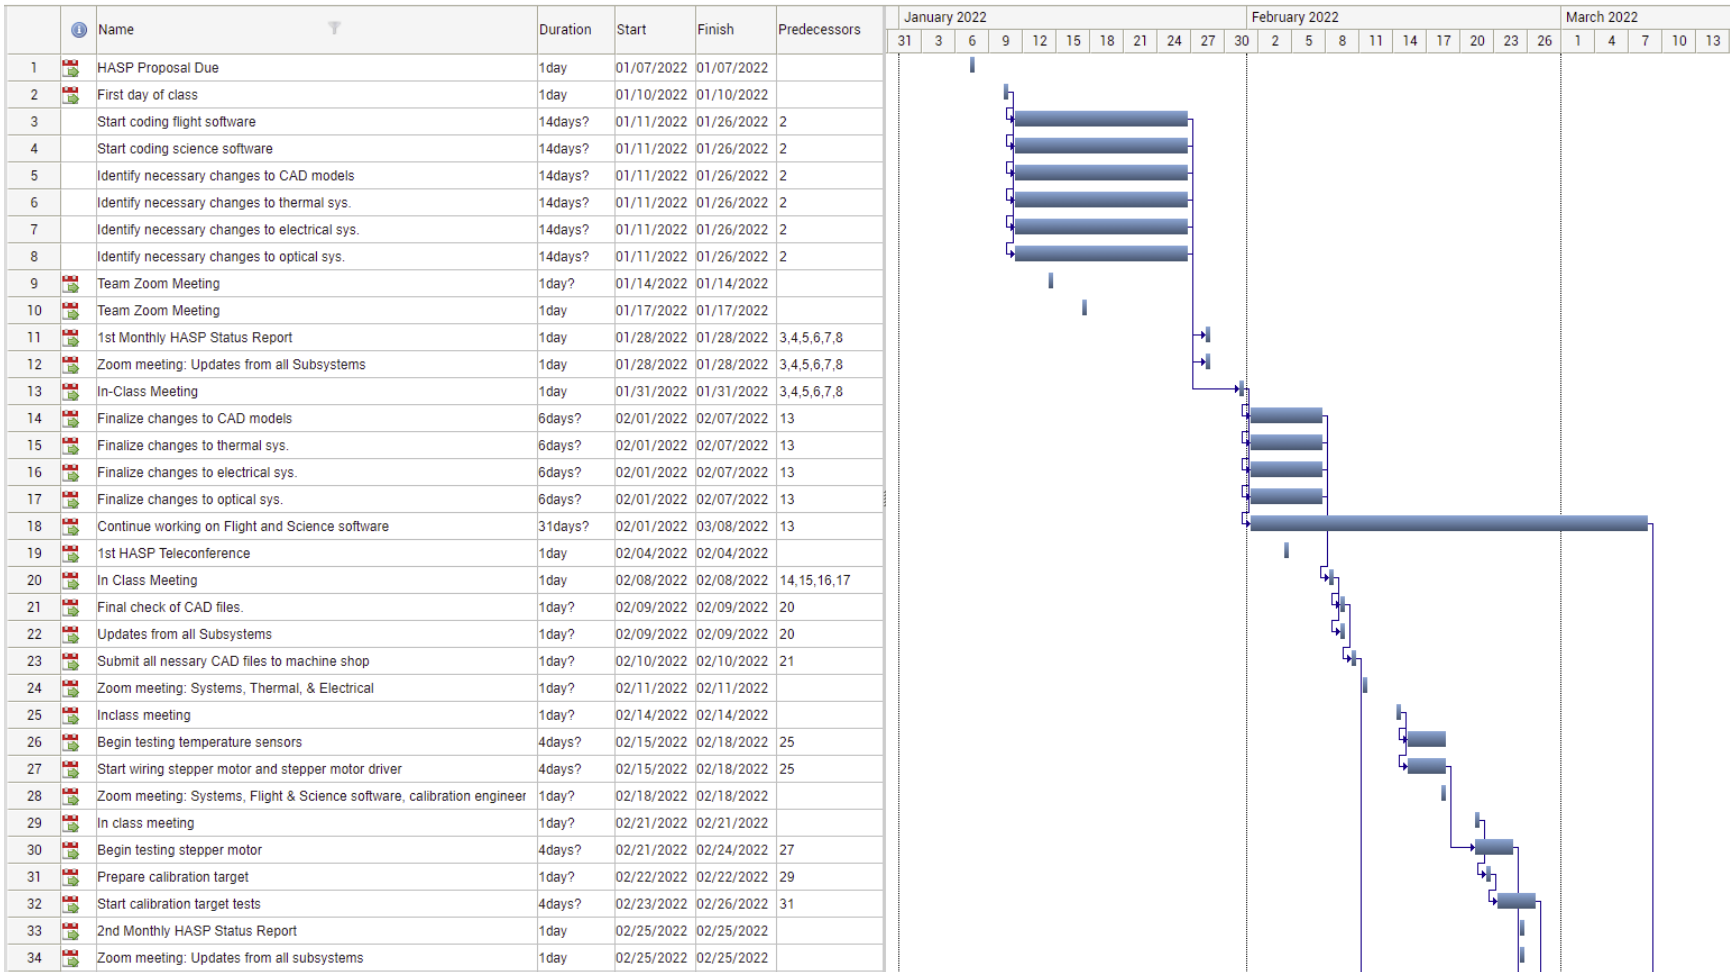 Name Duration Start Finish Predecessors
January 2022 February 2022 March 2022
31 3 6 9 12 15 18 21 24 27 30 2 5 8 11 14 17 20 23 26 1 4 7 10 13
1 HASP Proposal Due 1day 01/07/2022 01/07/2022
2 First day of class 1day 01/10/2022 01/10/2022
3 Start coding flight software 14days? 01/11/2022 01/26/2022 2
4 Start coding science software 14days? 01/11/2022 01/26/2022 2
5 Identify necessary changes to CAD models 14days? 01/11/2022 01/26/2022 2
6 Identify necessary changes to thermal sys. 14days? 01/11/2022 01/26/2022 2
7 Identify necessary changes to electrical sys. 14days? 01/11/2022 01/26/2022 2
8 Identify necessary changes to optical sys. 14days? 01/11/2022 01/26/2022 2
9 Team Zoom Meeting 1day? 01/14/2022 01/14/2022
10 Team Zoom Meeting 1day 01/17/2022 01/17/2022
11 1st Monthly HASP Status Report 1day 01/28/2022 01/28/2022 3,4,5,6,7,8
12 Zoom meeting: Updates from all Subsystems 1day 01/28/2022 01/28/2022 3,4,5,6,7,8
13 In-Class Meeting 1day 01/31/2022 01/31/2022 3,4,5,6,7,8
14 Finalize changes to CAD models 6days? 02/01/2022 02/07/2022 13
15 Finalize changes to thermal sys. 6days? 02/01/2022 02/07/2022 13
16 Finalize changes to electrical sys. 6days? 02/01/2022 02/07/2022 13
17 Finalize changes to optical sys. 6days? 02/01/2022 02/07/2022 13
18 Continue working on Flight and Science software 31days? 02/01/2022 03/08/2022 13
19 1st HASP Teleconference 1day 02/04/2022 02/04/2022
20 In Class Meeting 1day 02/08/2022 02/08/2022 14,15,16,17
21 Final check of CAD files. 1day? 02/09/2022 02/09/2022 20
22 Updates from all Subsystems 1day? 02/09/2022 02/09/2022 20
23 Submit all nessary CAD files to machine shop 1day? 02/10/2022 02/10/2022 21
24 Zoom meeting: Systems, Thermal, & Electrical 1day? 02/11/2022 02/11/2022
25 Inclass meeting 1day? 02/14/2022 02/14/2022
26 Begin testing temperature sensors 4days? 02/15/2022 02/18/2022 25
27 Start wiring stepper motor and stepper motor driver 4days? 02/15/2022 02/18/2022 25
28 Zoom meeting: Systems, Flight & Science software, calibration engineer 1day? 02/18/2022 02/18/2022
29 In class meeting 1day? 02/21/2022 02/21/2022
30 Begin testing stepper motor 4days? 02/21/2022 02/24/2022 27
31 Prepare calibration target 1day? 02/22/2022 02/22/2022 29
32 Start calibration target tests 4days? 02/23/2022 02/26/2022 31
33 2nd Monthly HASP Status Report 1day 02/25/2022 02/25/2022
34 Zoom meeting: Updates from all subsystems 1day 02/25/2022 02/25/2022